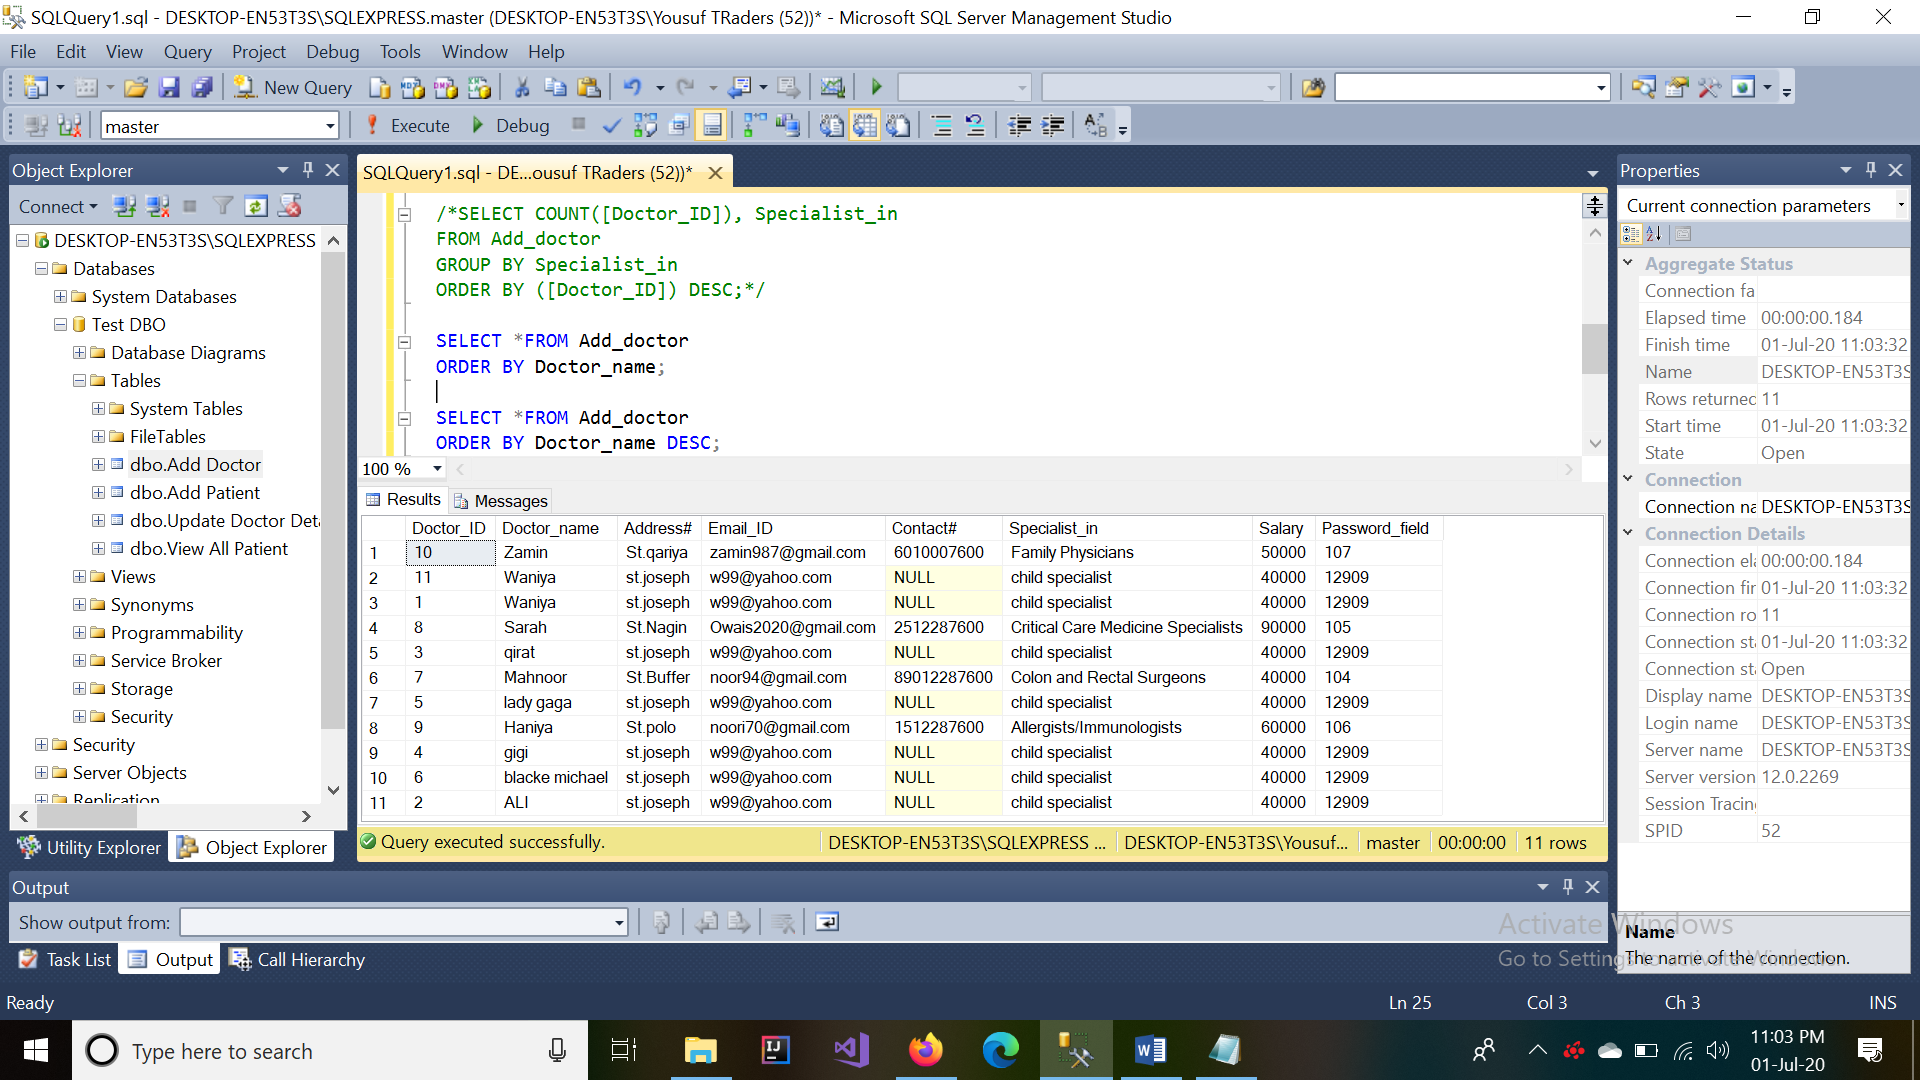 SQLQuery1.sql - DESKTOP-EN53T3S\SQLEXPRESS.master (DESKTOP-EN53T3S\Yousuf TRaders (52))* - Microsoft SQL Server Management Studio
File Edit View Query Project Debug Tools Window Help
New Query
master Execute Debug
Object Explorer
Connect
DESKTOP-EN53T3S\SQLEXPRESS
Databases
System Databases
Test DBO
Database Diagrams
Tables
System Tables
FileTables
dbo.Add Doctor
dbo.Add Patient
dbo.Update Doctor Det
dbo.View All Patient
Views
Synonyms
Programmability
Service Broker
Storage
Security
Security
Server Objects
Replication
Utility Explorer Object Explorer
SQLQuery1.sql - DE...ousuf TRaders (52))*
/*SELECT COUNT([Doctor_ID]), Specialist_in
FROM Add_doctor
GROUP BY Specialist_in
ORDER BY ([Doctor_ID]) DESC;*/
SELECT *FROM Add_doctor
ORDER BY Doctor_name;
SELECT *FROM Add_doctor
ORDER BY Doctor_name DESC;
100 %
Results Messages
Doctor_ID Doctor_name Address# Email_ID Contact# Specialist_in Salary Password_field
1 10 Zamin St.qariya zamin987@gmail.com 6010007600 Family Physicians 50000 107
2 11 Waniya st.joseph w99@yahoo.com NULL child specialist 40000 12909
3 1 Waniya st.joseph w99@yahoo.com NULL child specialist 40000 12909
4 8 Sarah St.Nagin Owais2020@gmail.com 2512287600 Critical Care Medicine Specialists 90000 105
5 3 qirat st.joseph w99@yahoo.com NULL child specialist 40000 12909
6 7 Mahnoor St.Buffer noor94@gmail.com 89012287600 Colon and Rectal Surgeons 40000 104
7 5 lady gaga st.joseph w99@yahoo.com NULL child specialist 40000 12909
8 9 Haniya St.polo noori70@gmail.com 1512287600 Allergists/Immunologists 60000 106
9 4 gigi st.joseph w99@yahoo.com NULL child specialist 40000 12909
10 6 blacke michael st.joseph w99@yahoo.com NULL child specialist 40000 12909
11 2 ALI st.joseph w99@yahoo.com NULL child specialist 40000 12909
Query executed successfully. DESKTOP-EN53T3S\SQLEXPRESS ... DESKTOP-EN53T3S\Yousuf... master 00:00:00 11 rows
Properties
Current connection parameters
Aggregate Status
Connection fa
Elapsed time 00:00:00.184
Finish time 01-Jul-20 11:03:32
Name DESKTOP-EN53T3S
Rows returned 11
Start time 01-Jul-20 11:03:32
State Open
Connection
Connection na DESKTOP-EN53T3S
Connection Details
Connection ela 00:00:00.184
Connection fin 01-Jul-20 11:03:32
Connection ro 11
Connection sta 01-Jul-20 11:03:32
Connection sta Open
Display name DESKTOP-EN53T3S
Login name DESKTOP-EN53T3S
Server name DESKTOP-EN53T3S
Server version 12.0.2269
Session Tracin
SPID 52
Name
The name of the connection.
Output
Show output from:
Task List Output Call Hierarchy
Activate Windows
Go to Settings to activate Windows.
Ready Ln 25 Col 3 Ch 3 INS
Type here to search
11:03 PM
01-Jul-20